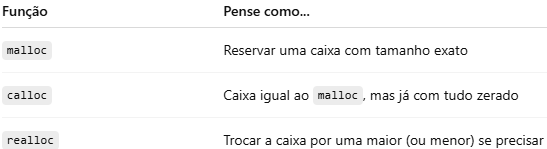 Função Pense como...
malloc Reservar uma caixa com tamanho exato
calloc Caixa igual ao malloc, mas já com tudo zerado
realloc Trocar a caixa por uma maior (ou menor) se precisar